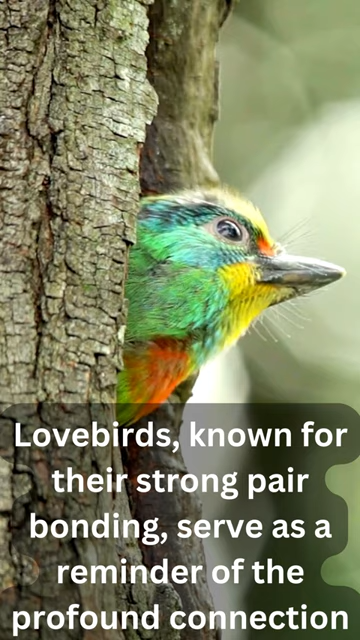 Lovebirds, known for
their strong pair
bonding, serve as a
reminder of the
profound connection